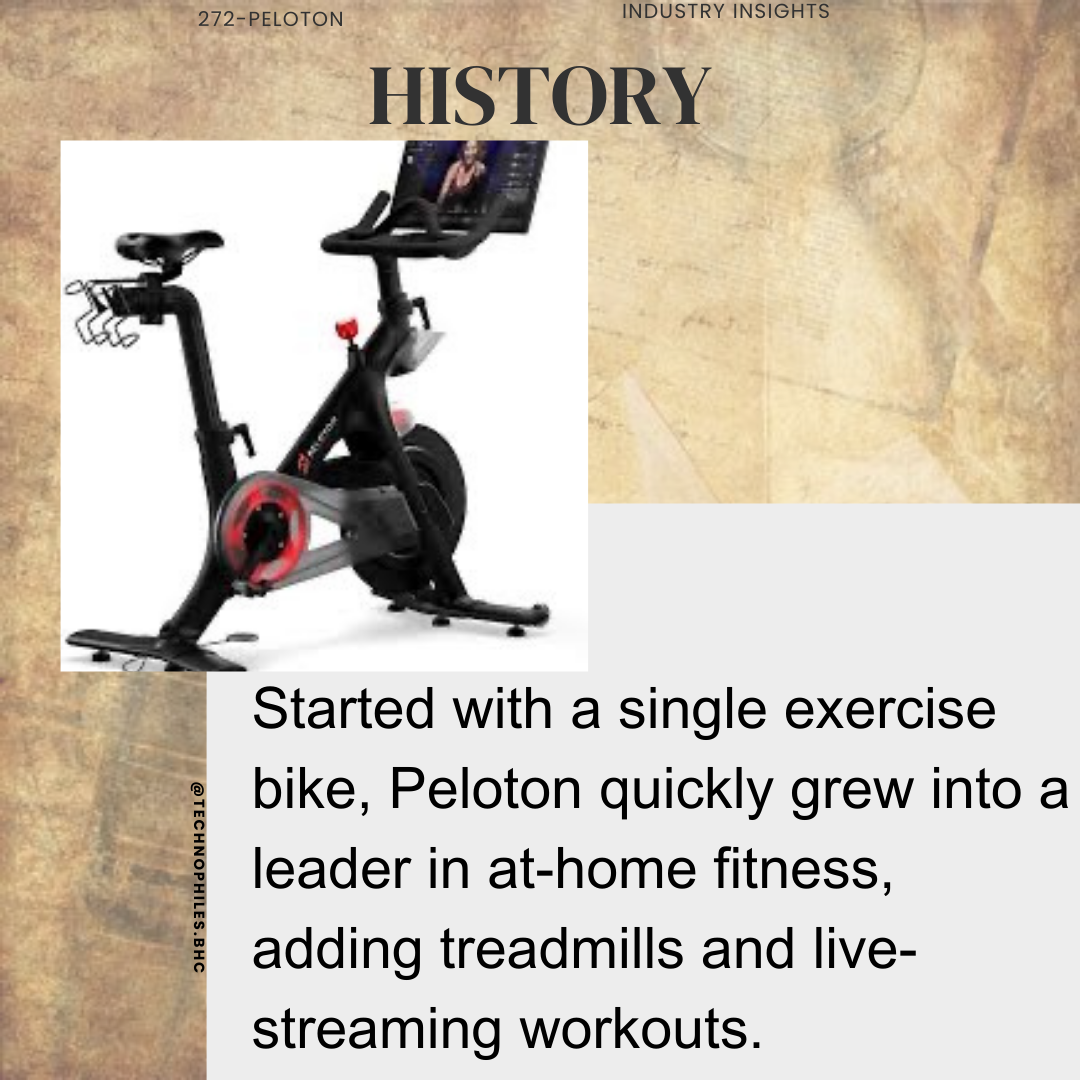 272-PELOTON
INDUSTRY INSIGHTS
HISTORY
PELOTON
Started with a single exercise
bike, Peloton quickly grew into a
leader in at-home fitness,
adding treadmills and live-
streaming workouts.
@TECHNOPHILES.BHC